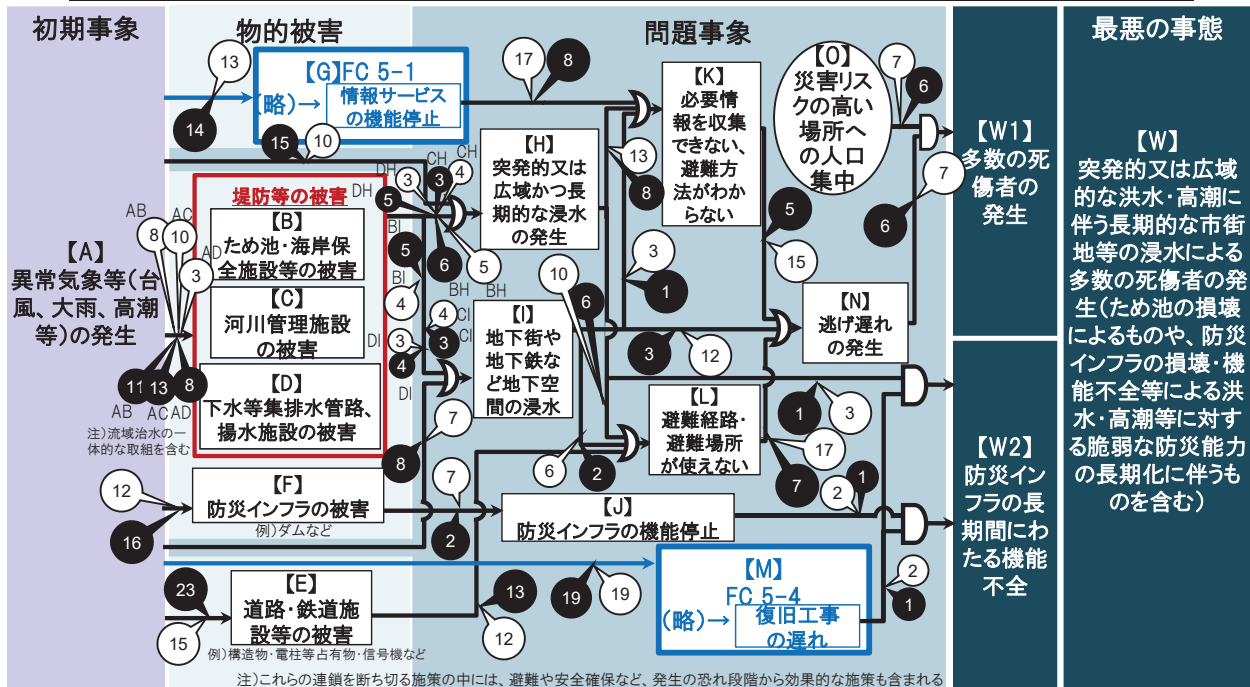 初期事象
物的被害
問題事象
最悪の事態
【A】
異常気象等(台
風、大雨、高潮
等)の発生
13
14
【G】FC 5-1
(略)→
情報サービス
の機能停止
15
10
堤防等の被害
【B】
ため池・海岸保
全施設等の被害
【C】
河川管理施設
の被害
【D】
下水等集排水管路、
揚水施設の被害
AB
AC
AD
8
10
3
11
13
8
AB
AC
AD
注)流域治水の一
体的な取組を含む
12
16
【F】
防災インフラの被害
例)ダムなど
23
15
【E】
道路・鉄道施
設等の被害
例)構造物・電柱等占有物・信号機など
17
8
DH
CH
CH
DH
3
3
4
5
6
5
BH
BH
【H】
突発的又は広
域かつ長
期的な浸水
の発生
BI
5
4
BI
CI
4
3
CI
DI
3
4
DI
7
8
【I】
地下街や
地下鉄な
ど地下空
間の浸水
7
2
【J】
防災インフラの機能停止
13
12
19
19
【K】
必要情
報を収集
できない、
避難方
法がわか
らない
13
8
3
1
10
6
3
12
6
2
【L】
避難経路・
避難場所
が使えない
5
15
17
7
【M】
FC 5-4
(略)→
復旧工事
の遅れ
【N】
逃げ遅れ
の発生
【O】
災害リス
クの高い
場所へ
の人口
集中
7
6
7
6
1
3
2
1
2
1
【W1】
多数の死
傷者の
発生
【W2】
防災イン
フラの長
期間にわ
たる機能
不全
【W】
突発的又は広域
的な洪水・高潮に
伴う長期的な市街
地等の浸水による
多数の死傷者の発
生(ため池の損壊
によるものや、防災
インフラの損壊・機
能不全等による洪
水・高潮等に対す
る脆弱な防災能力
の長期化に伴うも
のを含む)
注)これらの連鎖を断ち切る施策の中には、避難や安全確保など、発生の恐れ段階から効果的な施策も含まれる